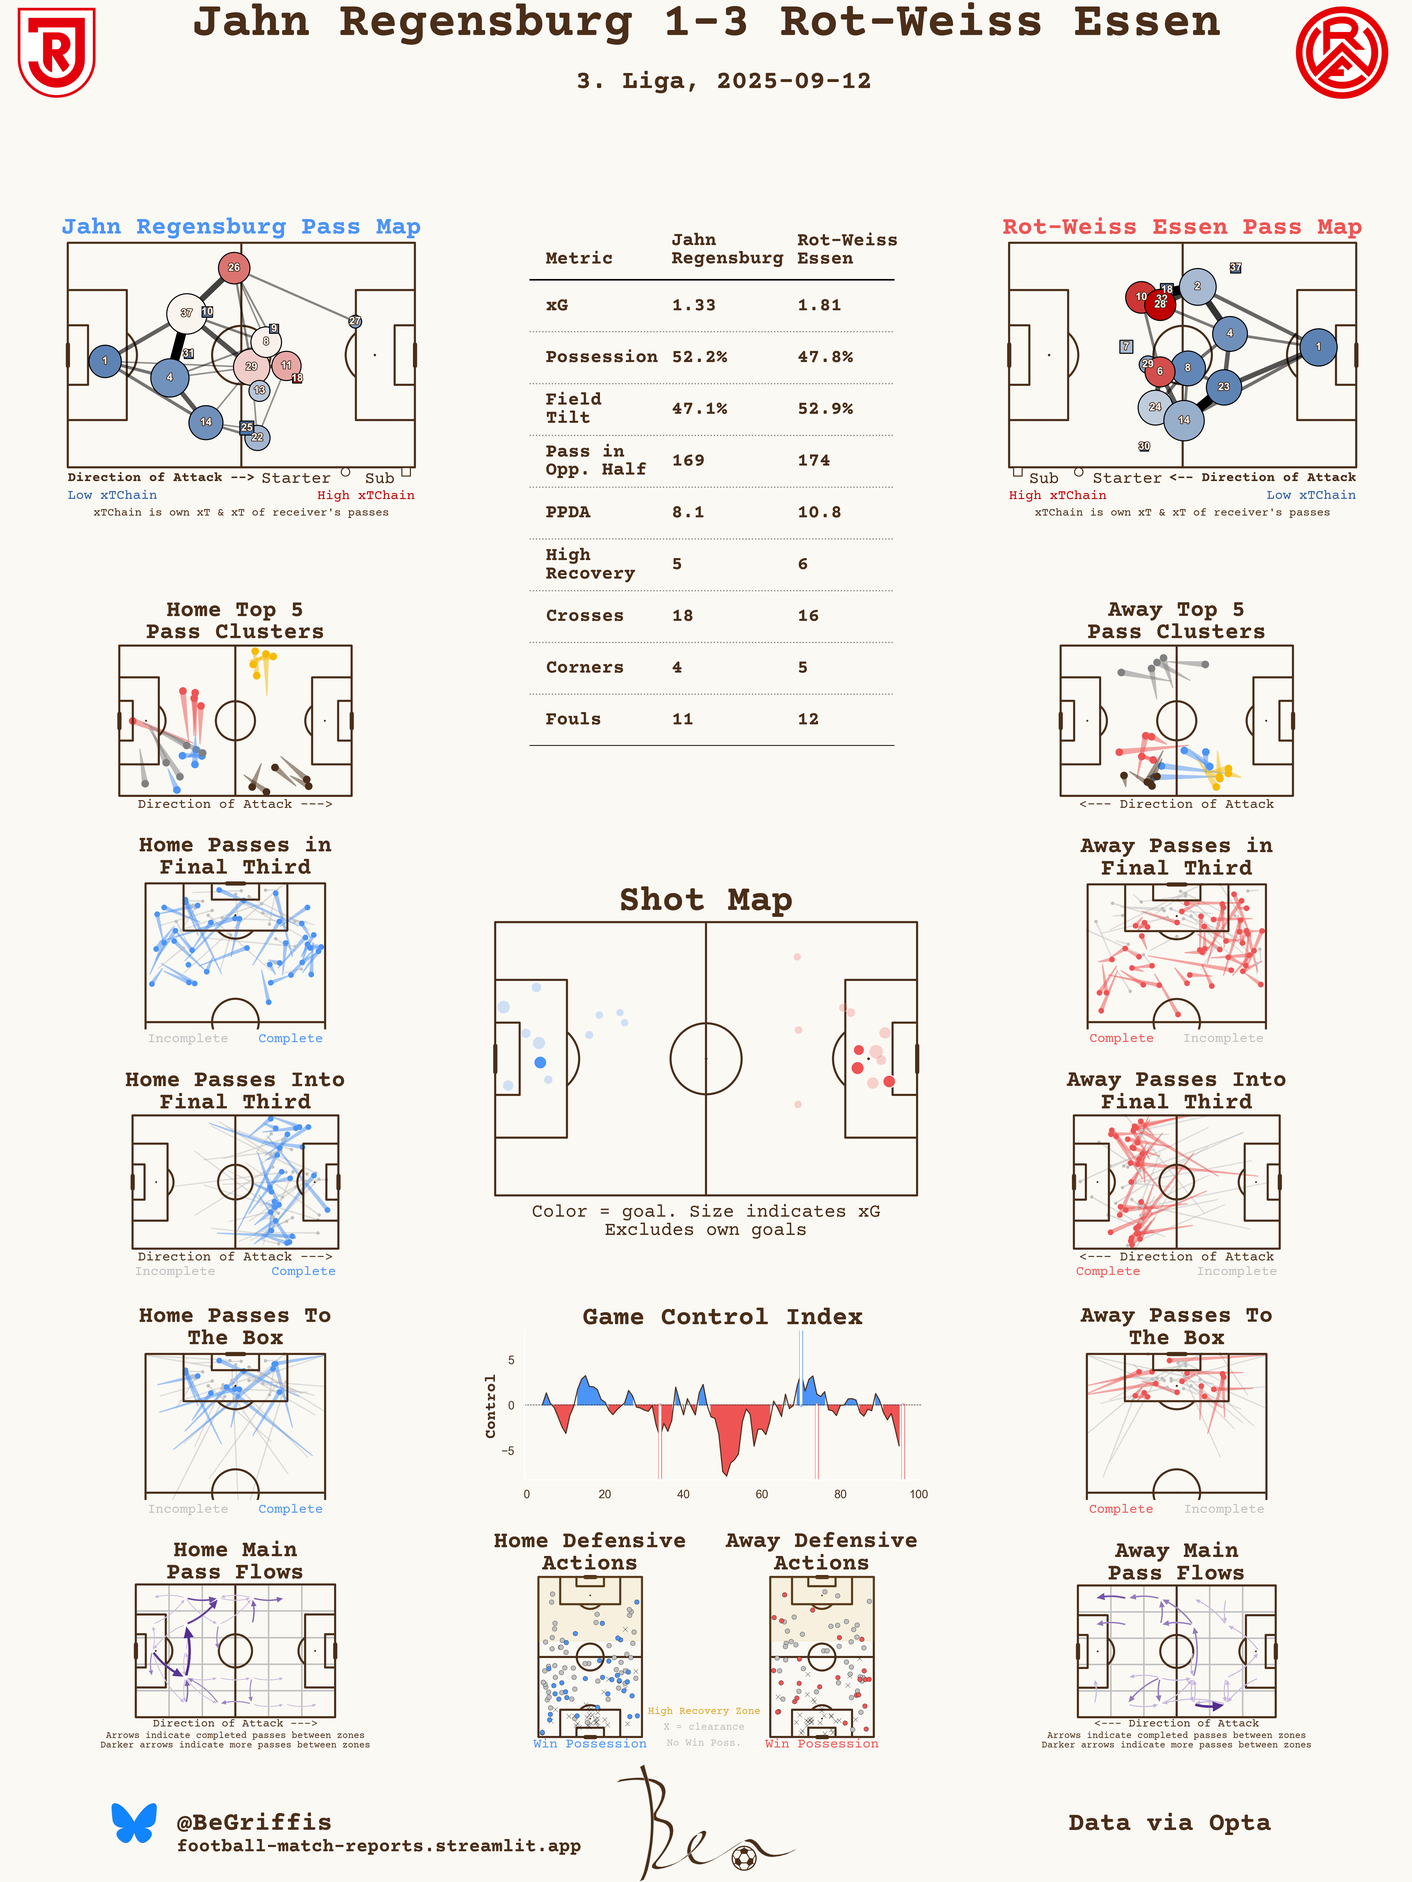 Jahn Regensburg 1-3 Rot-Weiss Essen
3. Liga, 2025-09-12
Jahn Regensburg Pass Map
26
37
10
27
9
8
31
1
29
11
4
18
13
14
25
22
Direction of Attack --> Starter Sub
Low xTChain High xTChain
xTChain is own xT & xT of receiver's passes
Metric Jahn Regensburg Rot-Weiss Essen
xG 1.33 1.81
Possession 52.2% 47.8%
Field Tilt 47.1% 52.9%
Pass in Opp. Half 169 174
PPDA 8.1 10.8
High Recovery 5 6
Crosses 18 16
Corners 4 5
Fouls 11 12
Rot-Weiss Essen Pass Map
37
18
2
10
32
28
4
7
1
29
6
8
23
24
14
30
Sub Starter <-- Direction of Attack
High xTChain Low xTChain
xTChain is own xT & xT of receiver's passes
Home Top 5
Pass Clusters
Direction of Attack --->
Away Top 5
Pass Clusters
<--- Direction of Attack
Home Passes in
Final Third
Incomplete Complete
Away Passes in
Final Third
Complete Incomplete
Shot Map
Color = goal. Size indicates xG
Excludes own goals
Home Passes Into
Final Third
Direction of Attack --->
Incomplete Complete
Away Passes Into
Final Third
<--- Direction of Attack
Complete Incomplete
Home Passes To
The Box
Incomplete Complete
Game Control Index
Control
5
0
−5
0 20 40 60 80 100
Away Passes To
The Box
Complete Incomplete
Home Main
Pass Flows
Direction of Attack --->
Arrows indicate completed passes between zones
Darker arrows indicate more passes between zones
Home Defensive
Actions
Win Possession
High Recovery Zone
X = clearance
No Win Poss.
Away Defensive
Actions
Win Possession
Away Main
Pass Flows
<--- Direction of Attack
Arrows indicate completed passes between zones
Darker arrows indicate more passes between zones
@BeGriffis
football-match-reports.streamlit.app
Ben
Data via Opta